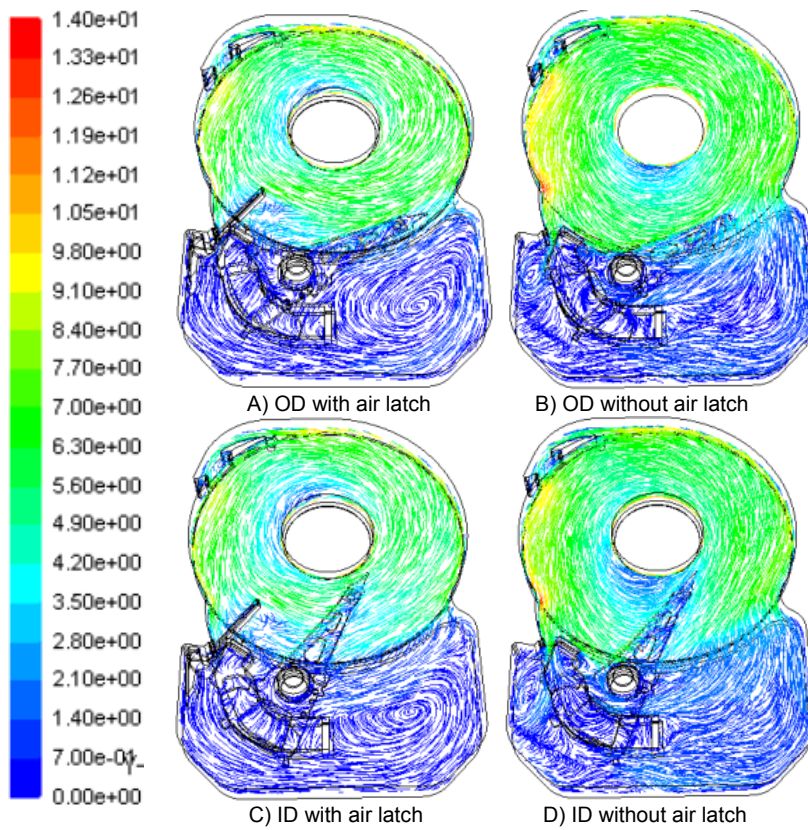 1.40e+01
1.33e+01
1.26e+01
1.19e+01
1.12e+01
1.05e+01
9.80e+00
9.10e+00
8.40e+00
7.70e+00
7.00e+00
6.30e+00
5.60e+00
4.90e+00
4.20e+00
3.50e+00
2.80e+00
2.10e+00
1.40e+00
7.00e-01
0.00e+00
A) OD with air latch
B) OD without air latch
C) ID with air latch
D) ID without air latch